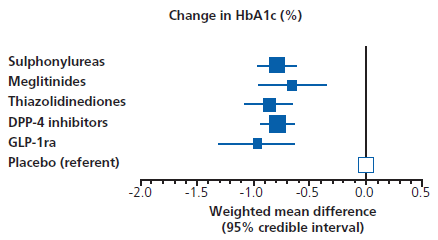 Change in HbA1c (%)
Sulphonylureas
Meglitinides
Thiazolidinediones
DPP-4 inhibitors
GLP-1ra
Placebo (referent)
-2.0 -1.5 -1.0 -0.5 0.0 0.5
Weighted mean difference
(95% credible interval)